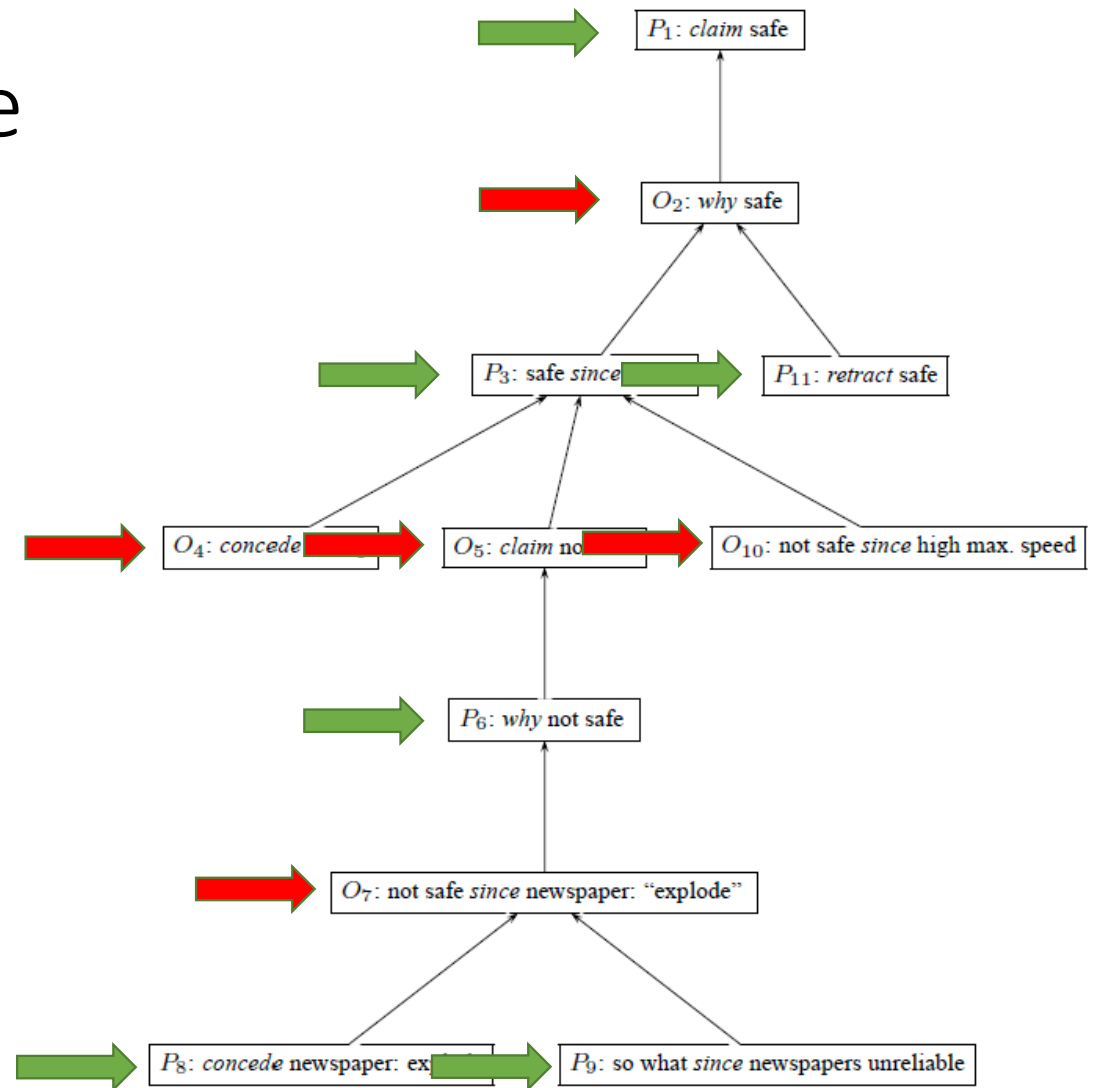 e
P₁: claim safe
O₂: why safe
P₃: safe since
P₁₁: retract safe
O₄: concede
O₅: claim
O₁₀: not safe since high max. speed
P₆: why not safe
O₇: not safe since newspaper: “explode”
P₈: concede newspaper:
P₉: so what since newspapers unreliable